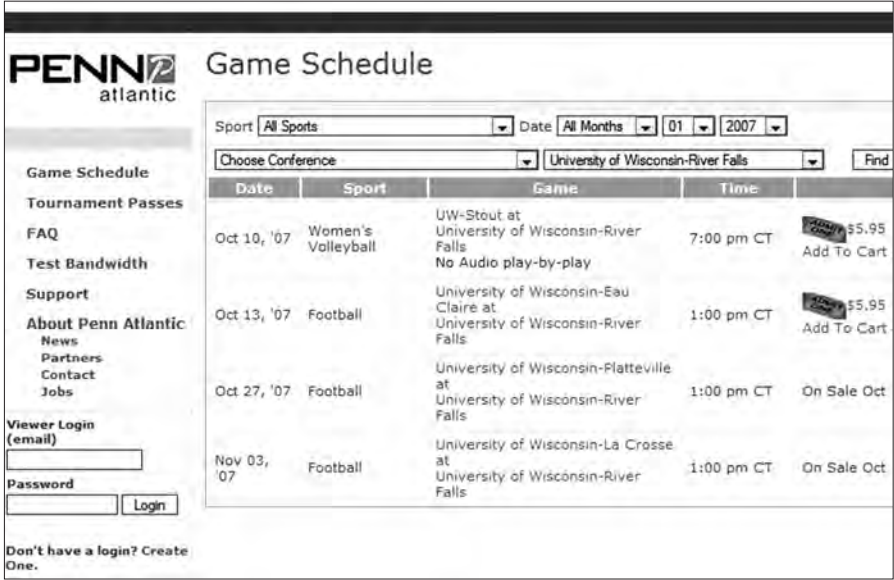 PENN P
atlantic
Game Schedule
Sport All Sports Date All Months 01 2007
Choose Conference University of Wisconsin-River Falls Find
Game Schedule
Tournament Passes
FAQ
Test Bandwidth
Support
About Penn Atlantic
News
Partners
Contact
Jobs
Viewer Login
(email)
Password
Login
Don't have a login? Create
One.
Date Sport Game Time
Oct 10, '07 Women's Volleyball
UW-Stout at
University of Wisconsin-River
Falls
No Audio play-by-play
7:00 pm CT
ADMIT ONE $5.95
Add To Cart
Oct 13, '07 Football
University of Wisconsin-Eau
Claire at
University of Wisconsin-River
Falls
1:00 pm CT
ADMIT ONE $5.95
Add To Cart
Oct 27, '07 Football
University of Wisconsin-Platteville
at
University of Wisconsin-River
Falls
1:00 pm CT
On Sale Oct
Nov 03,
'07
Football
University of Wisconsin-La Crosse
at
University of Wisconsin-River
Falls
1:00 pm CT
On Sale Oct